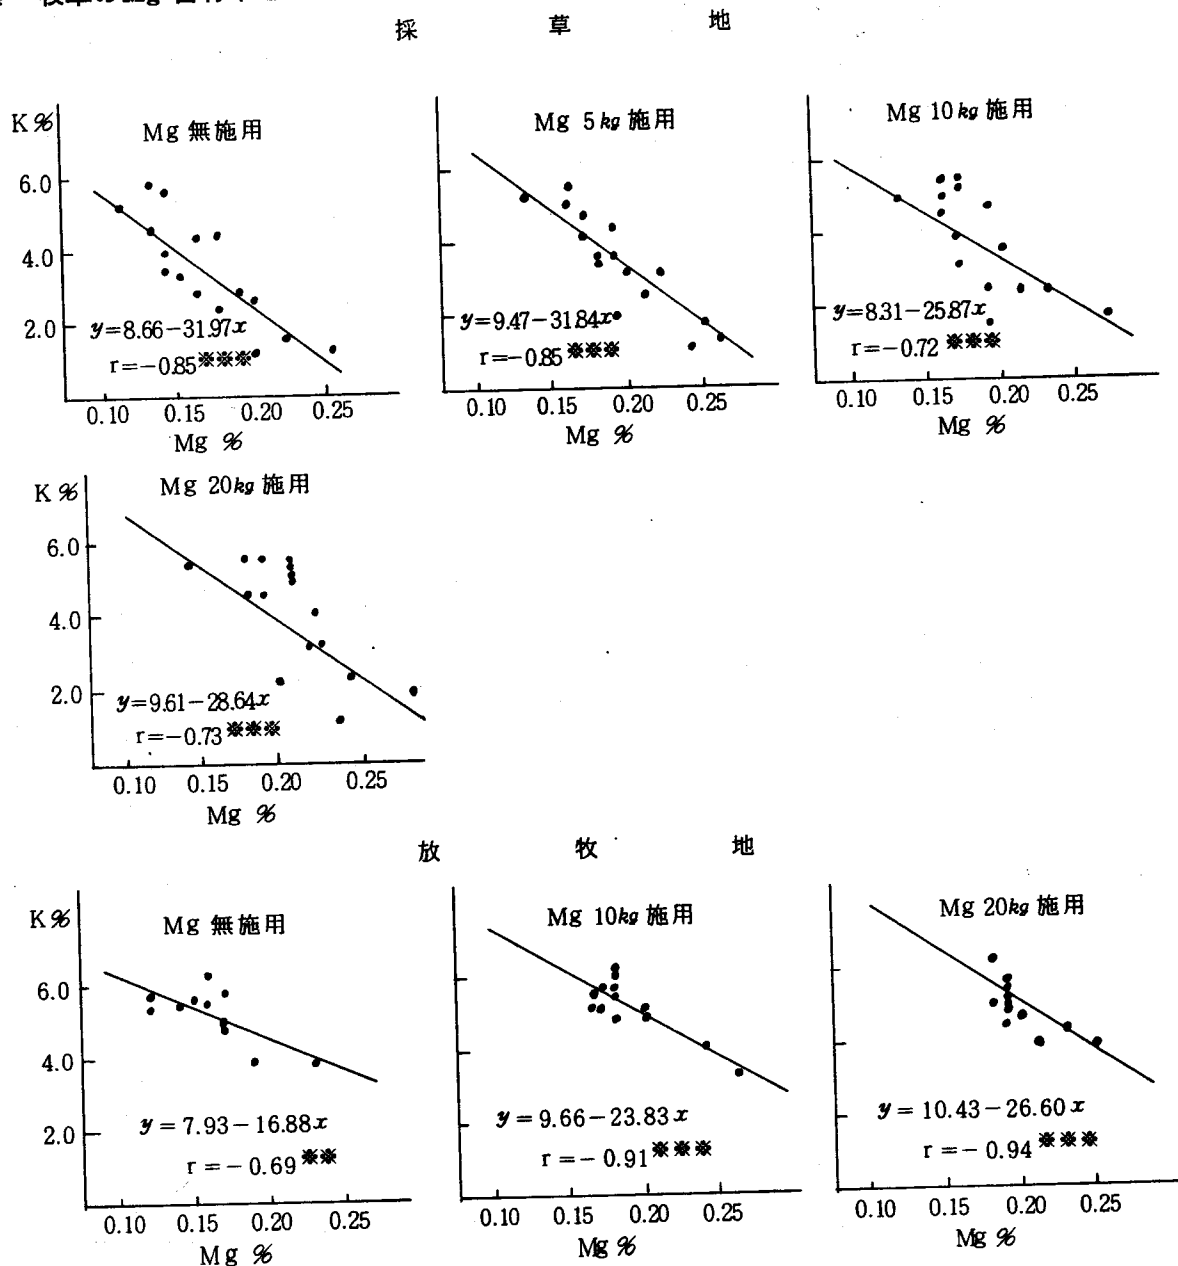 牧草のMg
採 草 地
K%
Mg 無施用
6.0
4.0
2.0
y=8.66-31.97x
r=-0.85※※※
0.10 0.15 0.20 0.25
Mg %
Mg 5kg 施用
y=9.47-31.84x
r=-0.85※※※
0.10 0.15 0.20 0.25
Mg %
Mg 10kg 施用
y=8.31-25.87x
r=-0.72※※※
0.10 0.15 0.20 0.25
Mg %
K%
Mg 20kg 施用
6.0
4.0
2.0
y=9.61-28.64x
r=-0.73※※※
0.10 0.15 0.20 0.25
Mg %
放 牧 地
K%
Mg 無施用
6.0
4.0
2.0
y=7.93-16.88x
r=-0.69※※
0.10 0.15 0.20 0.25
Mg %
Mg 10kg 施用
y=9.66-23.83x
r=-0.91※※※
0.10 0.15 0.20 0.25
Mg %
Mg 20kg 施用
y=10.43-26.60x
r=-0.94※※※
0.10 0.15 0.20 0.25
Mg %